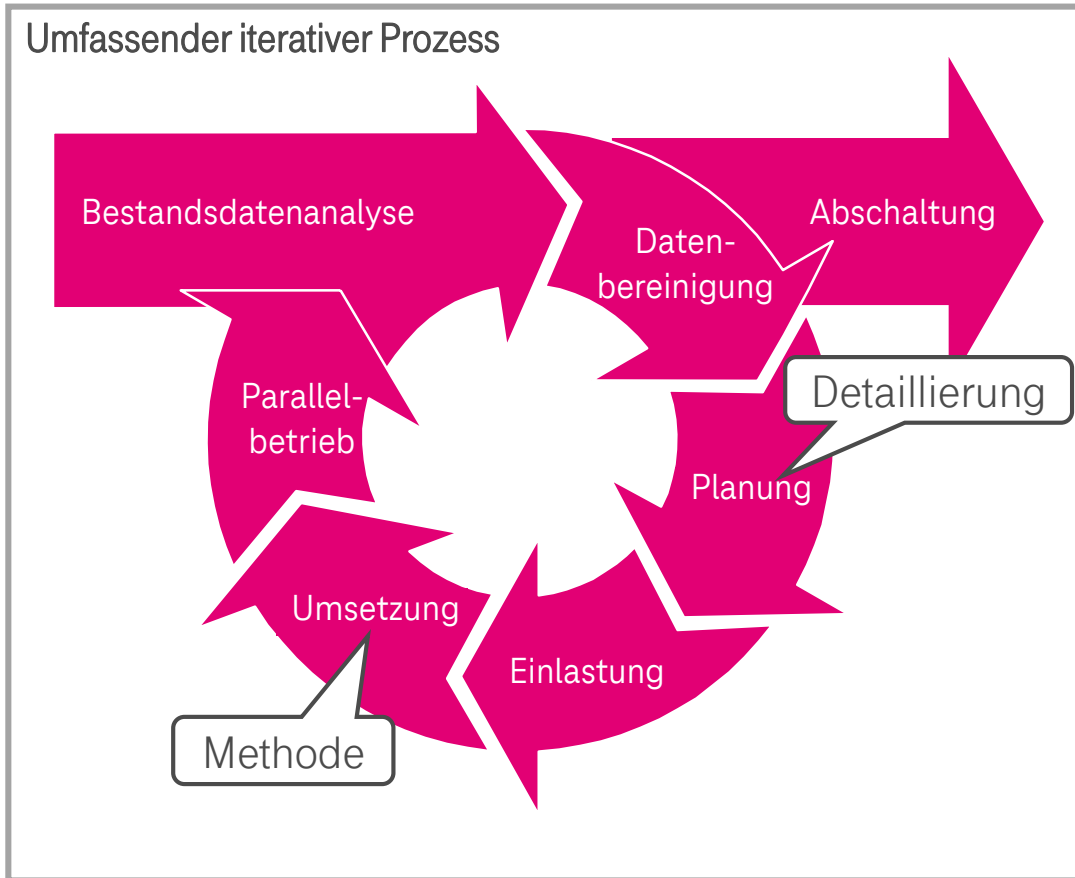 Umfassender iterativer Prozess
Bestandsdatenanalyse
Daten-
bereinigung
Abschaltung
Detaillierung
Planung
Einlastung
Umsetzung
Methode
Parallel-
betrieb